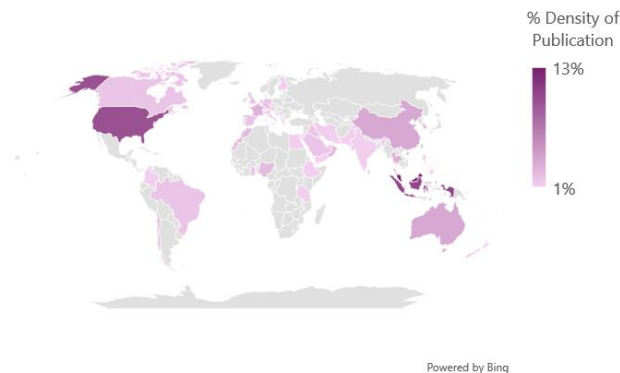 % Density of
Publication
13%
1%
Powered by Bing